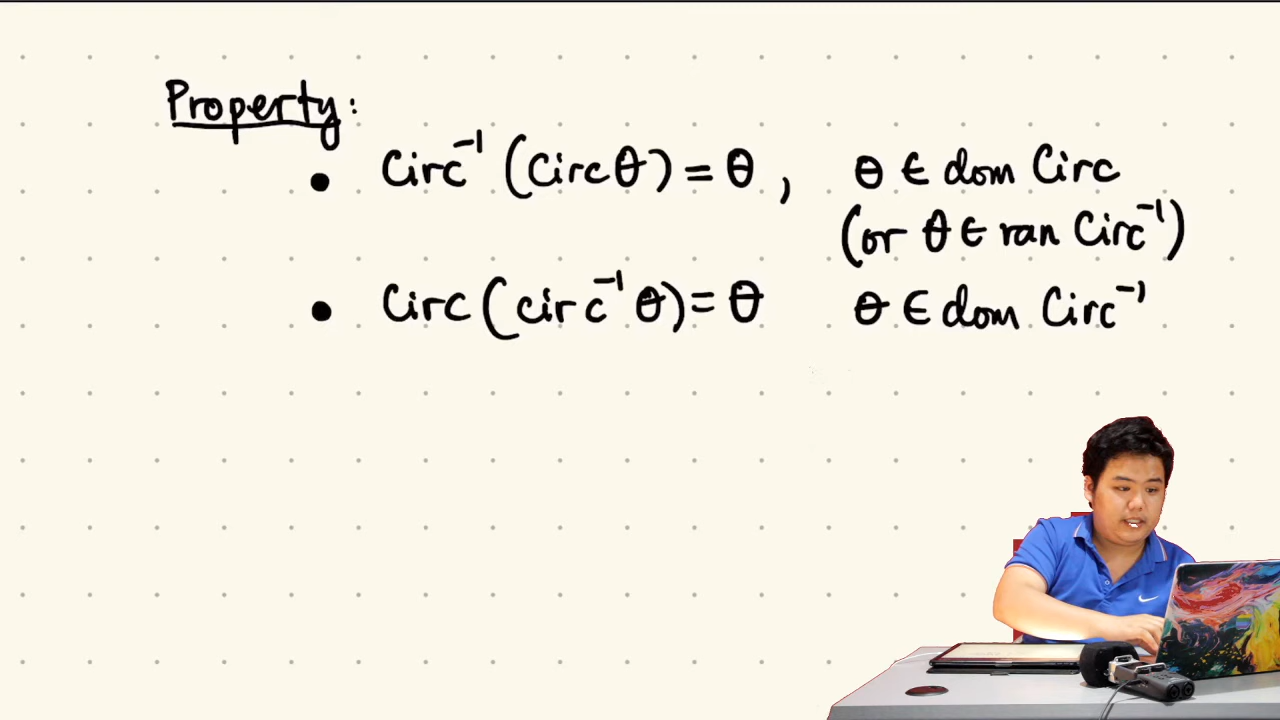 Property:
• Circ⁻¹ (Circ θ) = θ , θ ∈ dom Circ
(or θ ∈ ran Circ⁻¹)
• Circ (circ⁻¹ θ) = θ θ ∈ dom Circ⁻¹